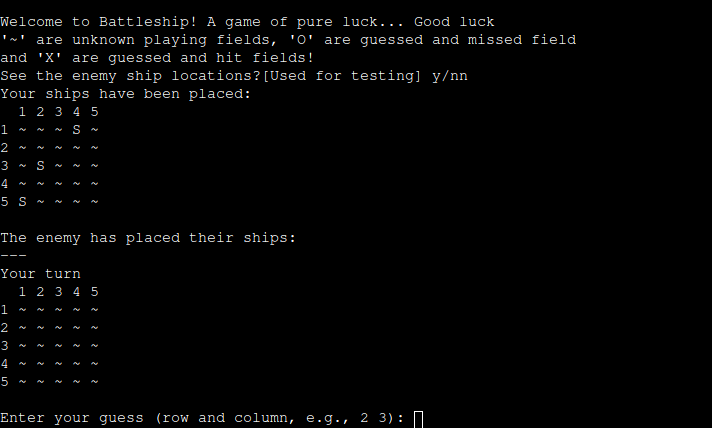 Welcome to Battleship! A game of pure luck... Good luck
'~' are unknown playing fields, 'O' are guessed and missed field
and 'X' are guessed and hit fields!
See the enemy ship locations?[Used for testing] y/nn
Your ships have been placed:
  1 2 3 4 5
1 ~ ~ ~ S ~
2 ~ ~ ~ ~ ~
3 ~ S ~ ~ ~
4 ~ ~ ~ ~ ~
5 S ~ ~ ~ ~
The enemy has placed their ships:
---
Your turn
  1 2 3 4 5
1 ~ ~ ~ ~ ~
2 ~ ~ ~ ~ ~
3 ~ ~ ~ ~ ~
4 ~ ~ ~ ~ ~
5 ~ ~ ~ ~ ~
Enter your guess (row and column, e.g., 2 3):